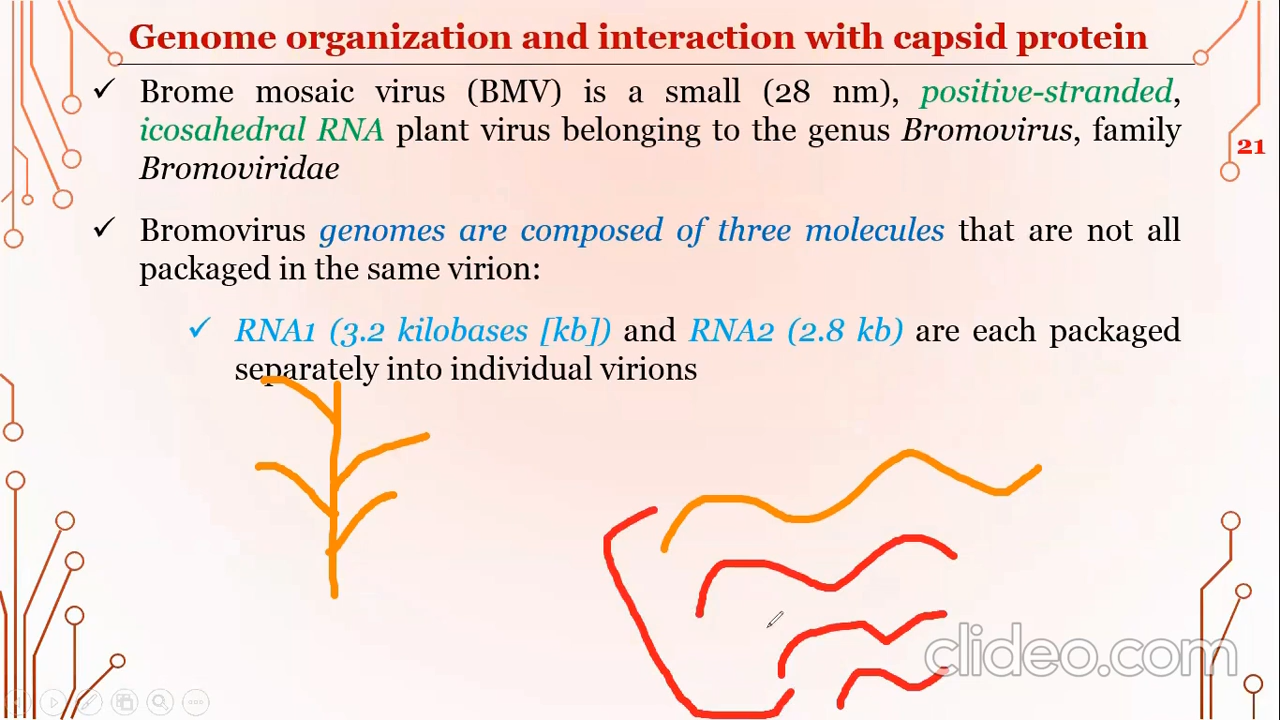 Genome organization and interaction with capsid protein
✓ Brome mosaic virus (BMV) is a small (28 nm), positive-stranded,
icosahedral RNA plant virus belonging to the genus Bromovirus, family
21
Bromoviridae
✓ Bromovirus genomes are composed of three molecules that are not all
packaged in the same virion:
✓ RNA1 (3.2 kilobases [kb]) and RNA2 (2.8 kb) are each packaged
separately into individual virions
clideo.com